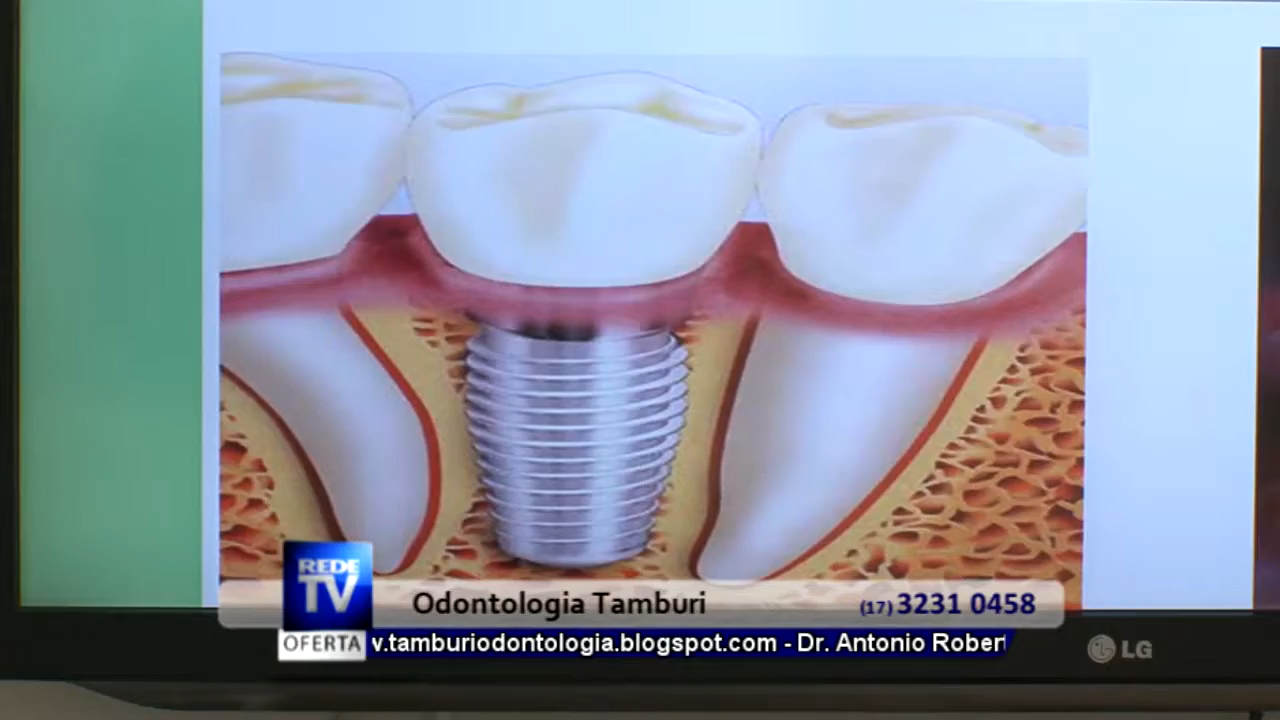 REDE
TV
OFERTA
Odontologia Tamburi
(17) 3231 0458
v.tamburiodontologia.blogspot.com - Dr. Antonio Robert
LG